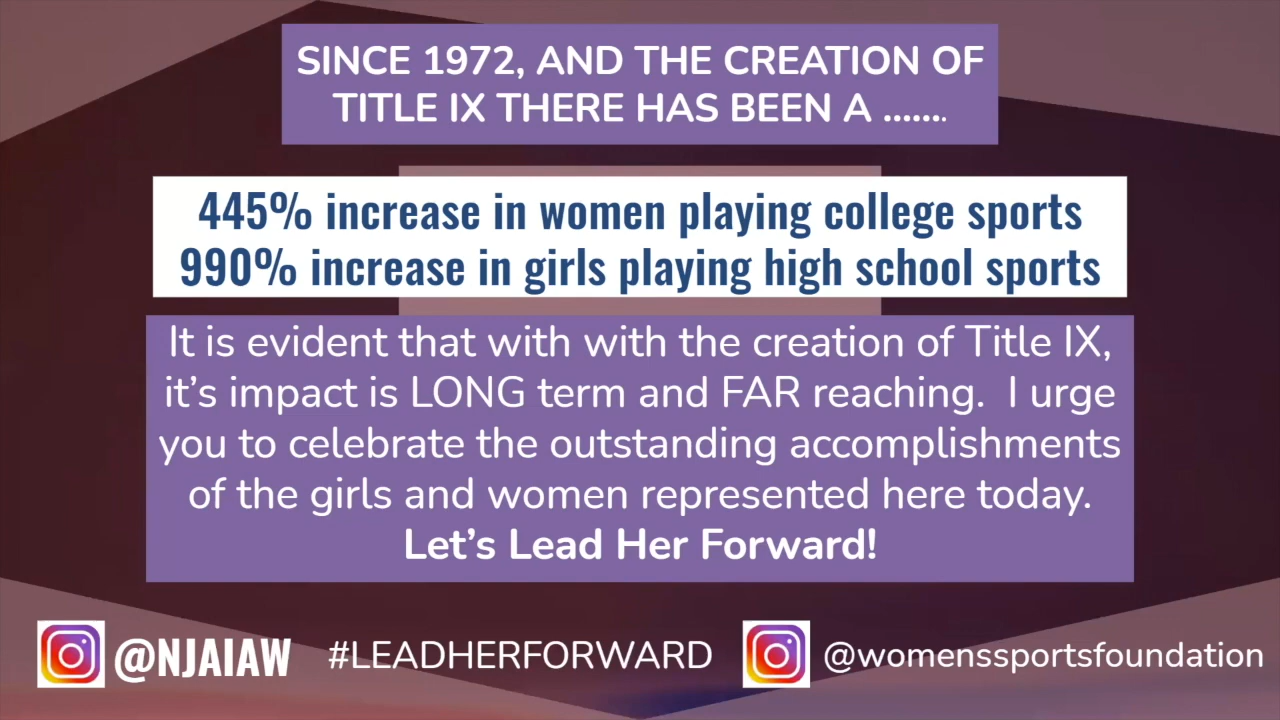 SINCE 1972, AND THE CREATION OF
TITLE IX THERE HAS BEEN A .......
445% increase in women playing college sports
990% increase in girls playing high school sports
It is evident that with with the creation of Title IX,
it's impact is LONG term and FAR reaching.  I urge
you to celebrate the outstanding accomplishments
of the girls and women represented here today.
Let's Lead Her Forward!
@NJAIAW #LEADHERFORWARD @womenssportsfoundation